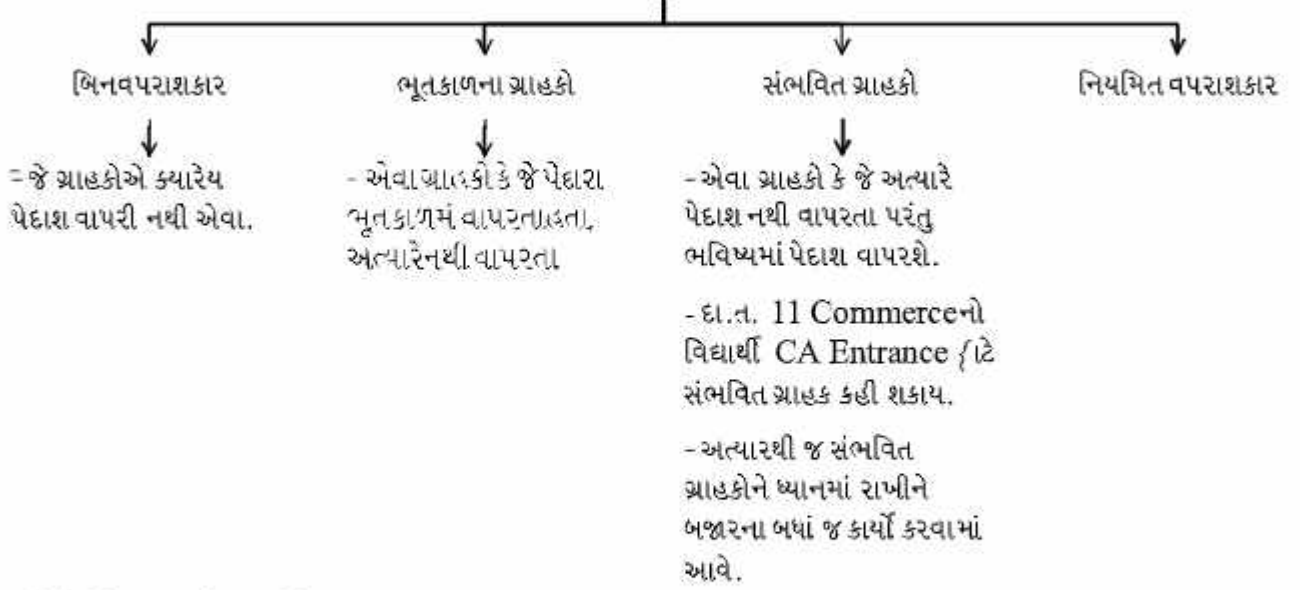 બિનવપરાશકાર
ભૂતકાળના ગ્રાહકો
સંભવિત ગ્રાહકો
નિયમિત વપરાશકાર
- જે ગ્રાહકોએ ક્યારેય
પેદાશ વાપરી નથી એવા.
- એવા ગ્રાહકો કે જે પેદાશ
ભૂતકાળમાં વાપરતા હતા,
અત્યારે નથી વાપરતા
- એવા ગ્રાહકો કે જે અત્યારે
પેદાશ નથી વાપરતા પરંતુ
ભવિષ્યમાં પેદાશ વાપરશે.
- દા.ત. 11 Commerceનો
વિદ્યાર્થી CA Entrance
સંભવિત ગ્રાહક કહી શકાય.
- અત્યારથી જ સંભવિત
ગ્રાહકોને ધ્યાનમાં રાખીને
બજારના બધાં જ કાર્યો કરવામાં
આવે.